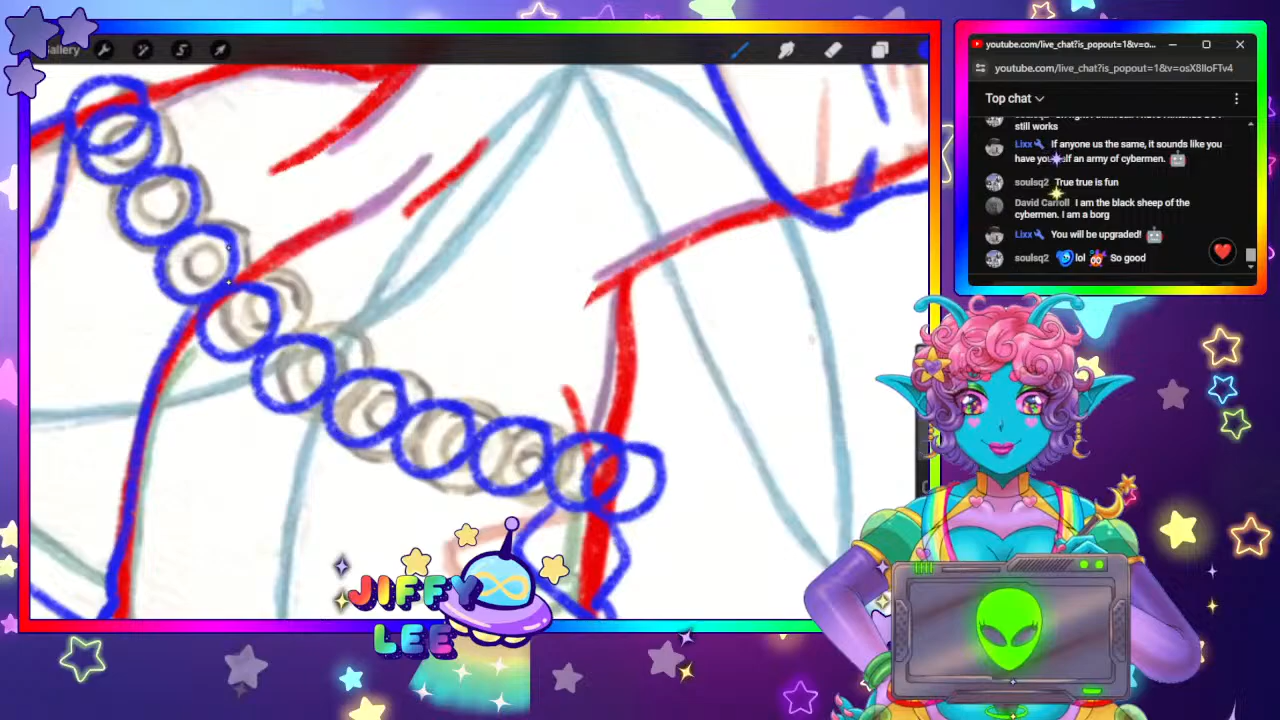 Gallery
youtube.com/live_chat?is_popout=1&v=o...
youtube.com/live_chat?is_popout=1&v=osX8IIoFTv4
Top chat
still works
Lixx If anyone us the same, it sounds like you
have yourself an army of cybermen.
soulsq2 True true is fun
David Carroll I am the black sheep of the
cybermen. I am a borg
Lixx You will be upgraded!
soulsq2 lol So good
JIFFY
LEE